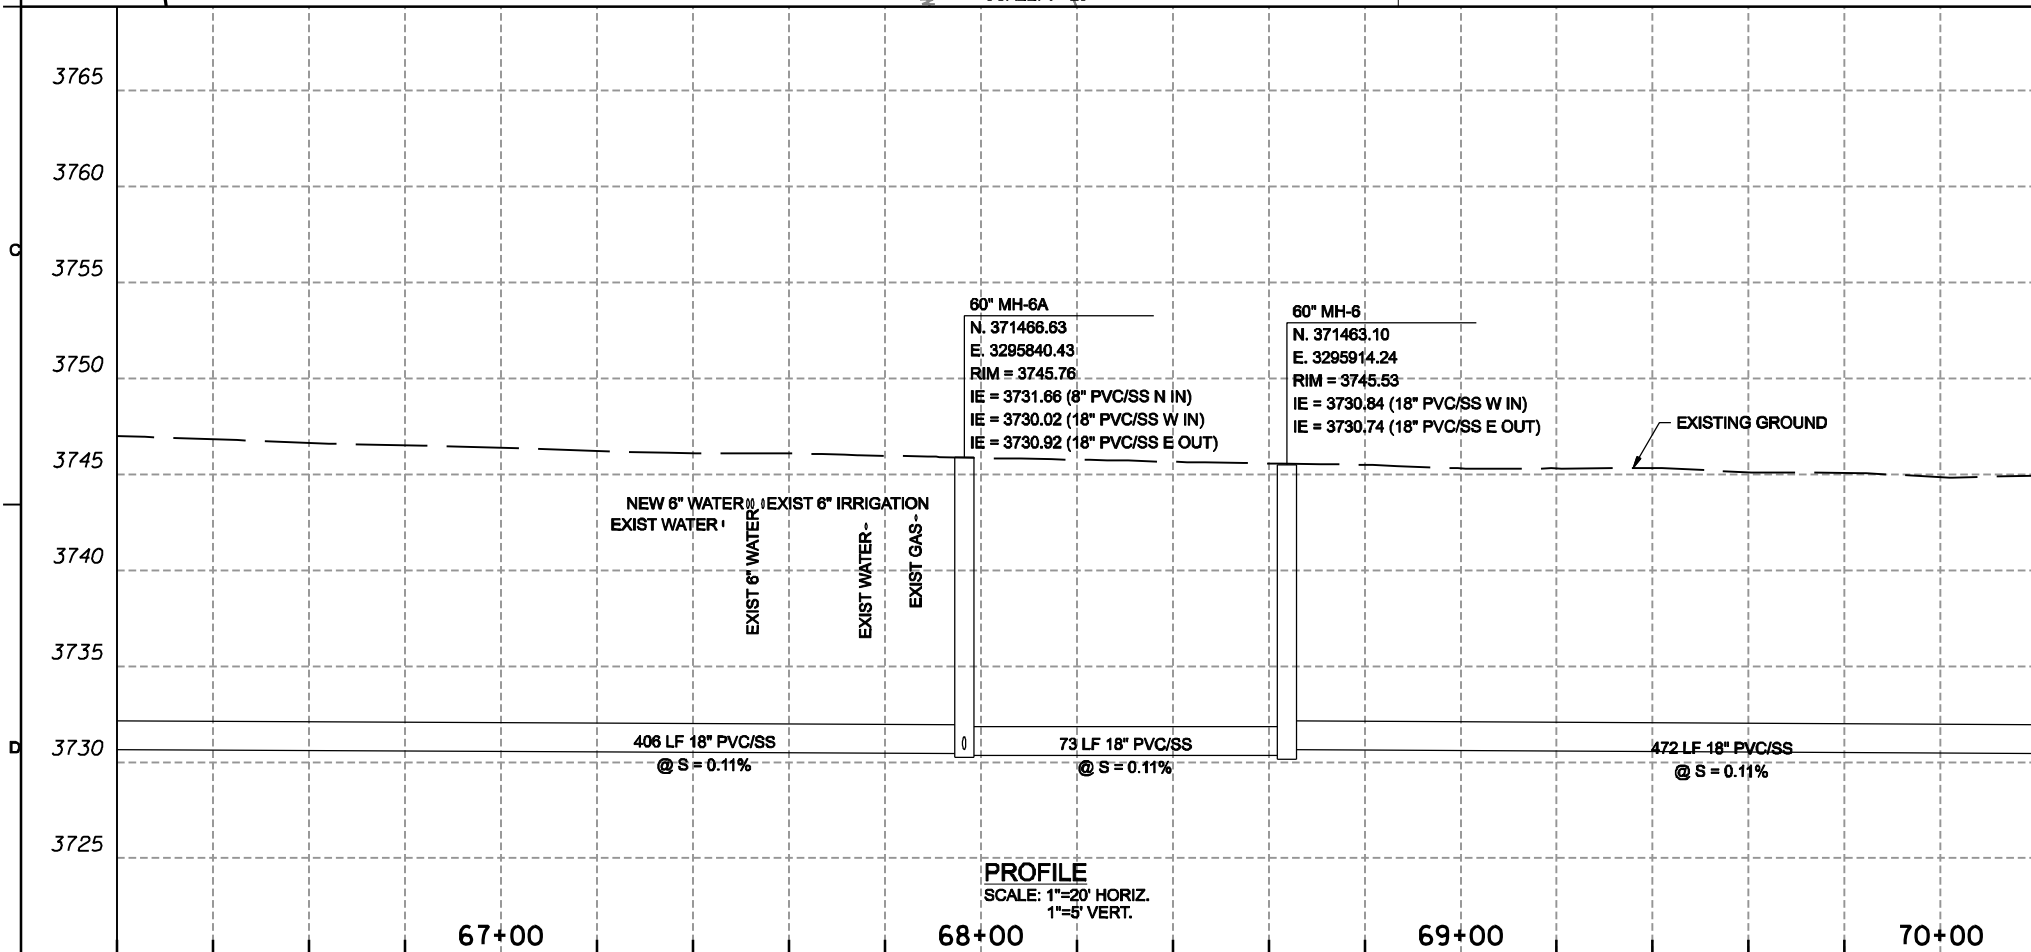 3765
3760
C
3755
60" MH-6A
N. 371466.63
E. 3295840.43
RIM = 3745.76
IE = 3731.66 (8" PVC/SS N IN)
IE = 3730.02 (18" PVC/SS W IN)
IE = 3730.92 (18" PVC/SS E OUT)
60" MH-6
N. 371463.10
E. 3295914.24
RIM = 3745.53
IE = 3730.84 (18" PVC/SS W IN)
IE = 3730.74 (18" PVC/SS E OUT)
3750
EXISTING GROUND
3745
NEW 6" WATER
EXIST 6" IRRIGATION
EXIST WATER
EXIST 6" WATER
EXIST WATER
EXIST GAS
3740
3735
D
3730
406 LF 18" PVC/SS
@ S = 0.11%
73 LF 18" PVC/SS
@ S = 0.11%
472 LF 18" PVC/SS
@ S = 0.11%
3725
PROFILE
SCALE: 1"=20' HORIZ.
1"=5' VERT.
67+00
68+00
69+00
70+00